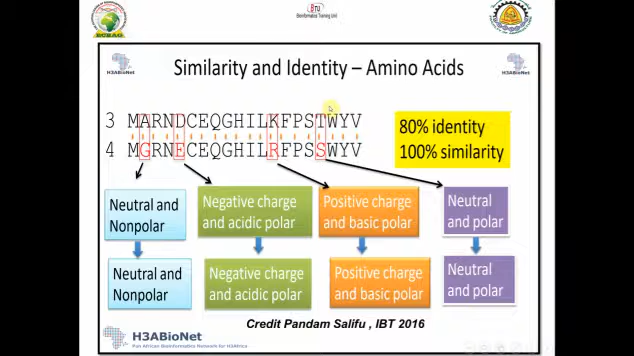 ECBAG
BTU
Bioinformatics Training Unit
H3ABioNet
H3ABioNet
Similarity and Identity – Amino Acids
3 MARNDCEQGHILKFPSTWYV
4 MGRNECEQGHILRFPSSWYV
80% identity
100% similarity
Neutral and
Nonpolar
Negative charge
and acidic polar
Positive charge
and basic polar
Neutral
and polar
Neutral and
Nonpolar
Negative charge
and acidic polar
Positive charge
and basic polar
Neutral
and polar
Credit Pandam Salifu , IBT 2016
H3ABioNet
Pan African Bioinformatics Network for H3Africa